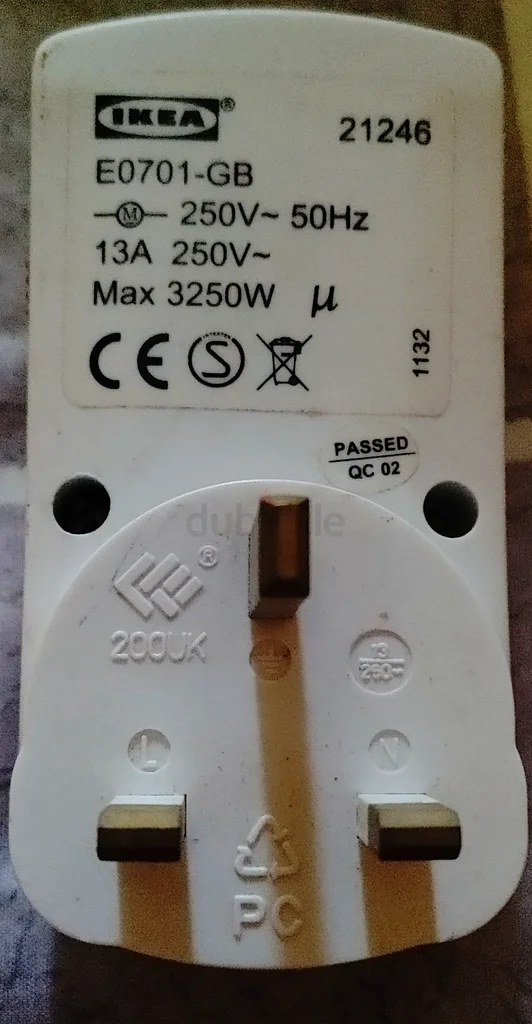 IKEA®
21246
E0701-GB
M 250V~ 50Hz
13A 250V~
Max 3250W µ
CE INTERTEK S
1132
PASSED
QC 02
dubizzle
®
200UK
13
250~
L
N
PC